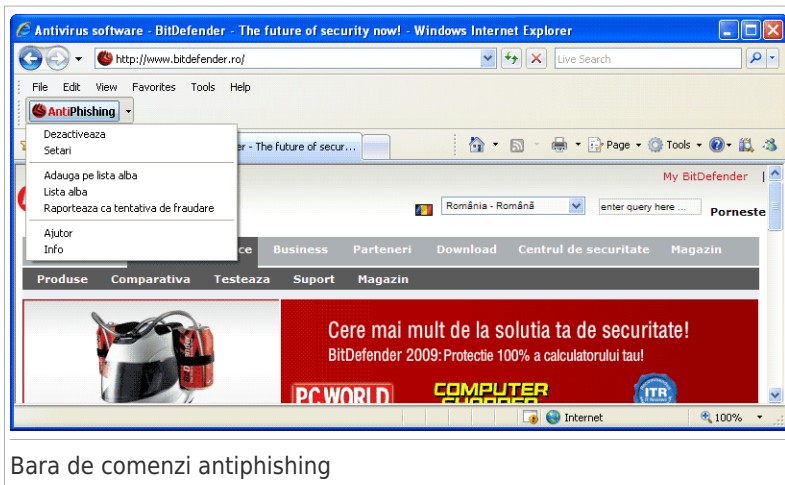 Antivirus software - BitDefender - The future of security now! - Windows Internet Explorer
http://www.bitdefender.ro/
Live Search
File Edit View Favorites Tools Help
AntiPhishing
Dezactiveaza
Setari
Adauga pe lista alba
Lista alba
Raporteaza ca tentativa de fraudare
Ajutor
Info
er - The future of secur...
Page Tools
My BitDefender |
România - Română
enter query here ...
Porneste
ce Business Parteneri Download Centrul de securitate Magazin
Produse Comparativa Testeaza Suport Magazin
Cere mai mult de la solutia ta de securitate!
BitDefender 2009: Protectie 100% a calculatorului tau!
PC WORLD
COMPUTER
SHOPPER
ITR
Internet
100%
Bara de comenzi antiphishing